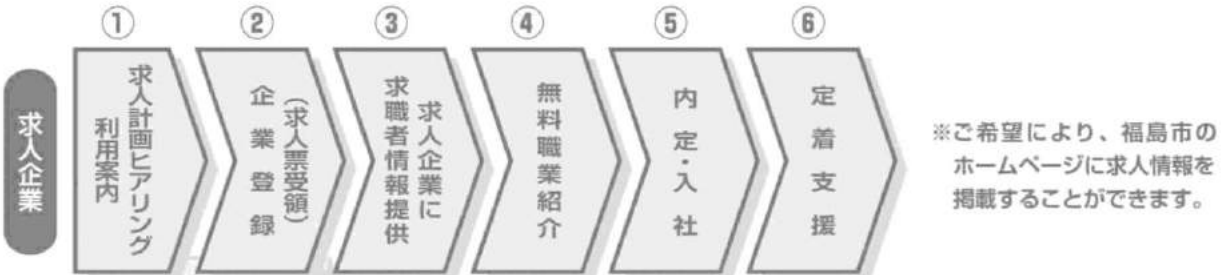 求人企業
①
求人計画ヒアリング
利用案内
②
企業登録
(求人票受領)
③
求人企業に
求職者情報提供
④
無料職業紹介
⑤
内定・入社
⑥
定着支援
※ご希望により、福島市の
ホームページに求人情報を
掲載することができます。